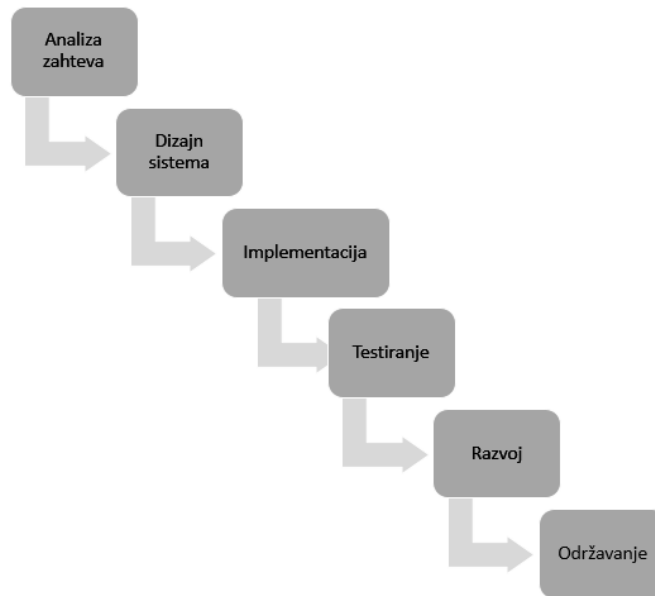 Analiza
zahteva
Dizajn
sistema
Implementacija
Testiranje
Razvoj
Održavanje